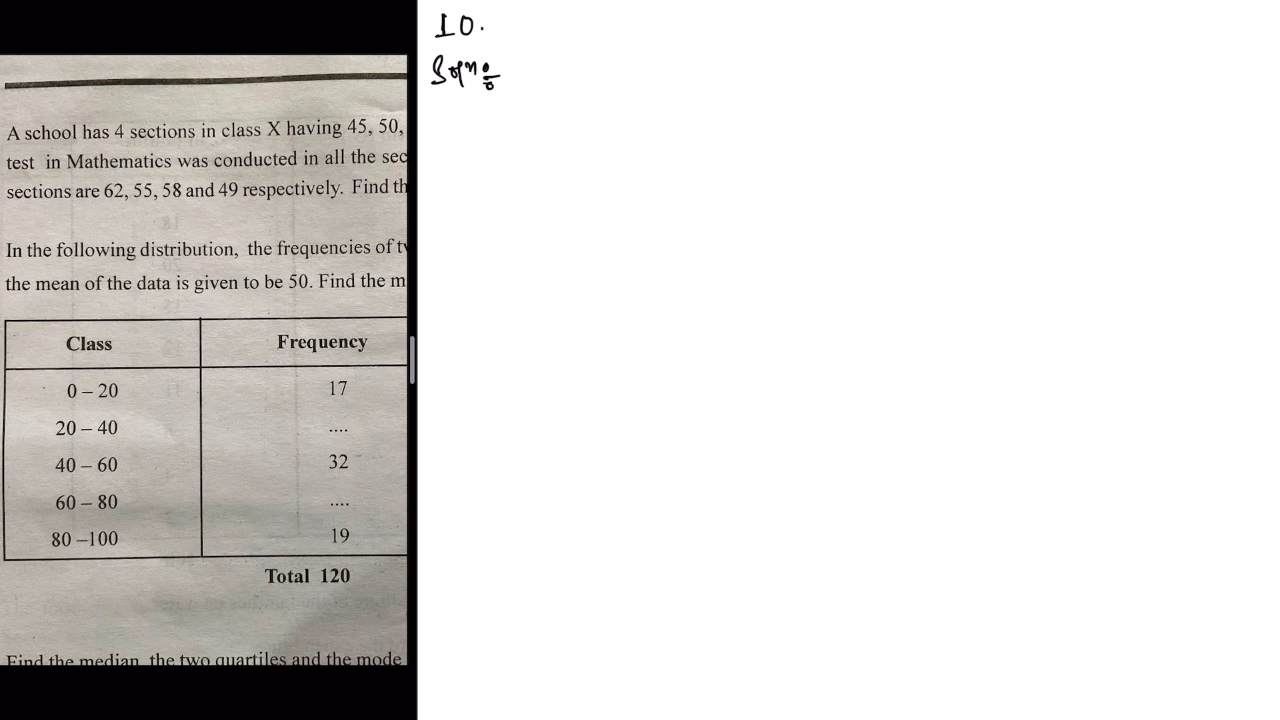 A school has 4 sections in class X having 45, 50,
test in Mathematics was conducted in all the sec
sections are 62, 55, 58 and 49 respectively. Find th
In the following distribution, the frequencies of tw
the mean of the data is given to be 50. Find the m
Class Frequency
0 – 20 17
20 – 40 ....
40 – 60 32
60 – 80 ....
80 –100 19
Total 120
Find the median, the two quartiles and the mode
10.
Solⁿ: